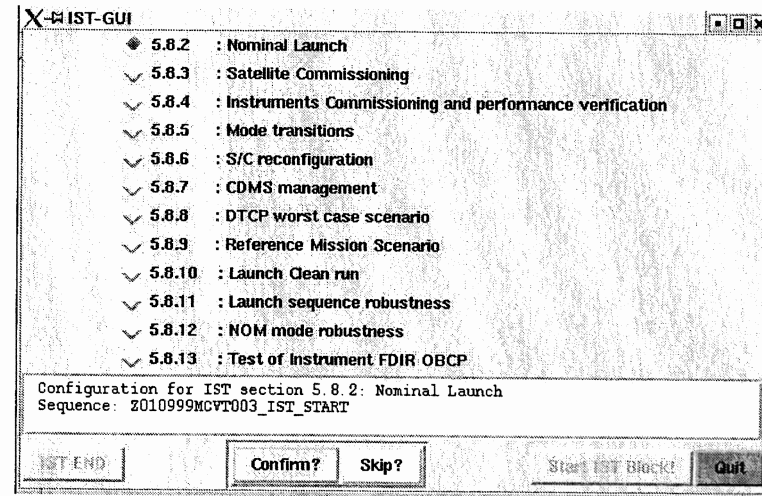 IST-GUI
5.8.2 : Nominal Launch
5.8.3 : Satellite Commissioning
5.8.4 : Instruments Commissioning and performance verification
5.8.5 : Mode transitions
5.8.6 : S/C reconfiguration
5.8.7 : CDMS management
5.8.8 : DTCP worst case scenario
5.8.9 : Reference Mission Scenario
5.8.10 : Launch Clean run
5.8.11 : Launch sequence robustness
5.8.12 : NOM mode robustness
5.8.13 : Test of Instrument FDIR OBCP
Configuration for IST section 5.8.2: Nominal Launch
Sequence: Z010999MCVT003_IST_START
IST END Confirm? Skip? Start IST Block! Quit